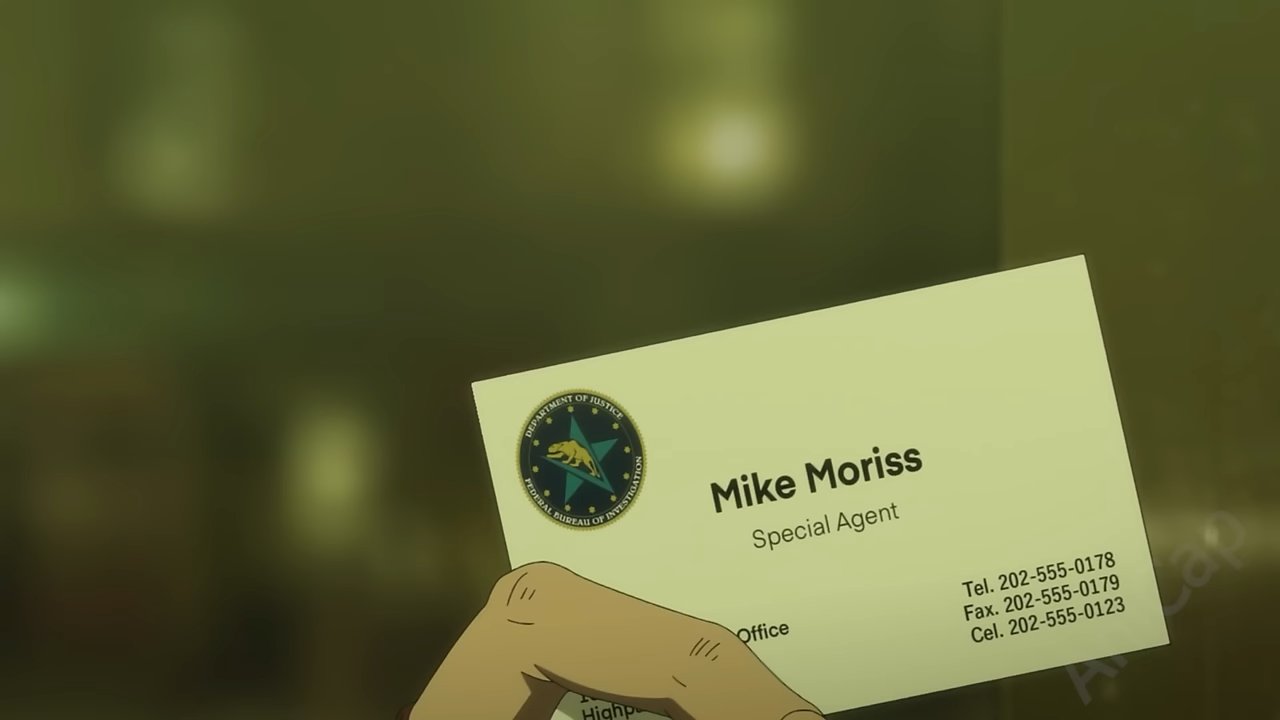 DEPARTMENT OF JUSTICE
FEDERAL BUREAU OF INVESTIGATION
Mike Moriss
Special Agent
Office
Tel. 202-555-0178
Fax. 202-555-0179
Cel. 202-555-0123